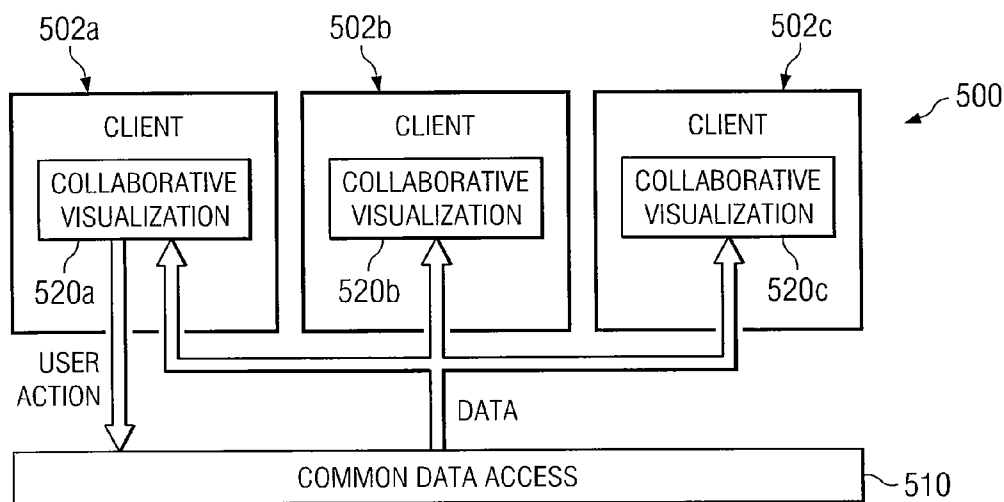 502a
502b
502c
500
CLIENT
CLIENT
CLIENT
COLLABORATIVE
VISUALIZATION
COLLABORATIVE
VISUALIZATION
COLLABORATIVE
VISUALIZATION
520a
520b
520c
USER
ACTION
DATA
COMMON DATA ACCESS
510